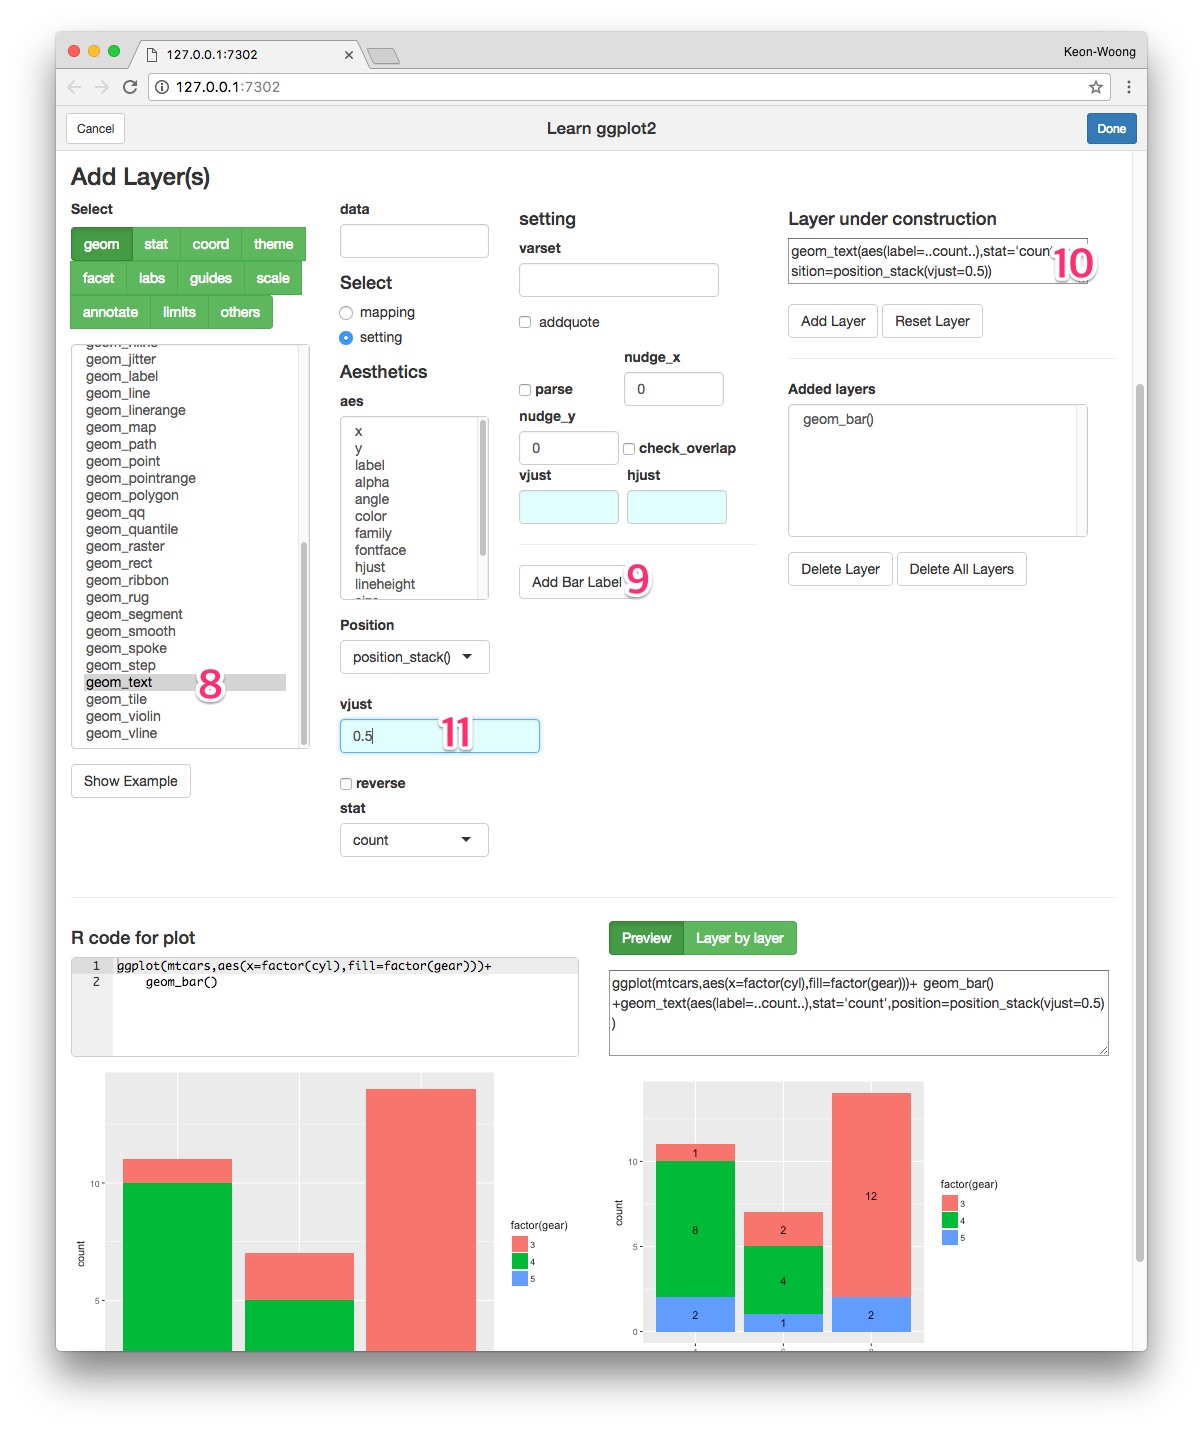 127.0.0.1:7302
Keon-Woong
127.0.0.1:7302
Cancel
Learn ggplot2
Done
Add Layer(s)
Select
geom stat coord theme
facet labs guides scale
annotate limits others
geom_jitter
geom_label
geom_line
geom_linerange
geom_map
geom_path
geom_point
geom_pointrange
geom_polygon
geom_qq
geom_quantile
geom_raster
geom_rect
geom_ribbon
geom_rug
geom_segment
geom_smooth
geom_spoke
geom_step
geom_text
8
geom_tile
geom_violin
geom_vline
Show Example
data
Select
mapping
setting
Aesthetics
aes
x
y
label
alpha
angle
color
family
fontface
hjust
lineheight
Position
position_stack()
vjust
0.5
11
reverse
stat
count
setting
varset
addquote
nudge_x
parse
0
nudge_y
0
check_overlap
vjust hjust
Add Bar Label
9
Layer under construction
geom_text(aes(label=..count..),stat='coun
sition=position_stack(vjust=0.5))
10
Add Layer Reset Layer
Added layers
geom_bar()
Delete Layer Delete All Layers
R code for plot
1 ggplot(mtcars,aes(x=factor(cyl),fill=factor(gear)))+
2 geom_bar()
Preview Layer by layer
ggplot(mtcars,aes(x=factor(cyl),fill=factor(gear)))+ geom_bar()
+geom_text(aes(label=..count..),stat='count',position=position_stack(vjust=0.5)
)
10
5
count
factor(gear)
3
4
5
10
5
0
count
1
8
2
2
4
1
12
2
factor(gear)
3
4
5